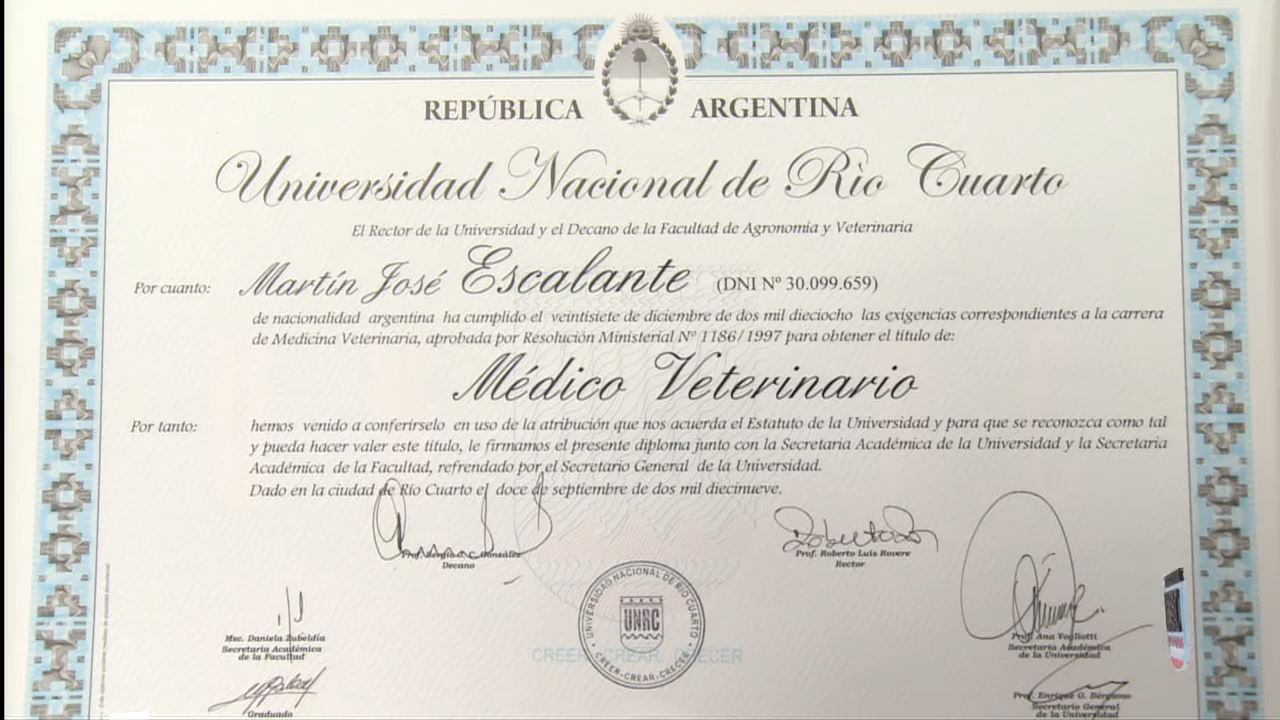 REPÚBLICA ARGENTINA
Universidad Nacional de Río Cuarto
El Rector de la Universidad y el Decano de la Facultad de Agronomía y Veterinaria
Por cuanto: Martín José Escalante (DNI Nº 30.099.659)
de nacionalidad argentina ha cumplido el veintisiete de diciembre de dos mil dieciocho las exigencias correspondientes a la carrera
de Medicina Veterinaria, aprobada por Resolución Ministerial Nº 1186/1997 para obtener el título de:
Médico Veterinario
Por tanto: hemos venido a conferírselo en uso de la atribución que nos acuerda el Estatuto de la Universidad y para que se reconozca como tal
y pueda hacer valer este título, le firmamos el presente diploma junto con la Secretaria Académica de la Universidad y la Secretaria
Académica de la Facultad, refrendado por el Secretario General de la Universidad.
Dado en la ciudad de Río Cuarto el doce de septiembre de dos mil diecinueve.
Prof. Sergio González
Decano
Prof. Roberto Luis Rovere
Rector
UNIVERSIDAD NACIONAL DE RÍO CUARTO
UNRC
CREER-CREAR-CRECER
CREER CREAR CRECER
Msc. Daniela Zubeldía
Secretaria Académica
de la Facultad
Prof. Ana Vogliotti
Secretaria Académica
de la Universidad
Graduado
Prof. Enrique G. Bérgamo
Secretario General
de la Universidad